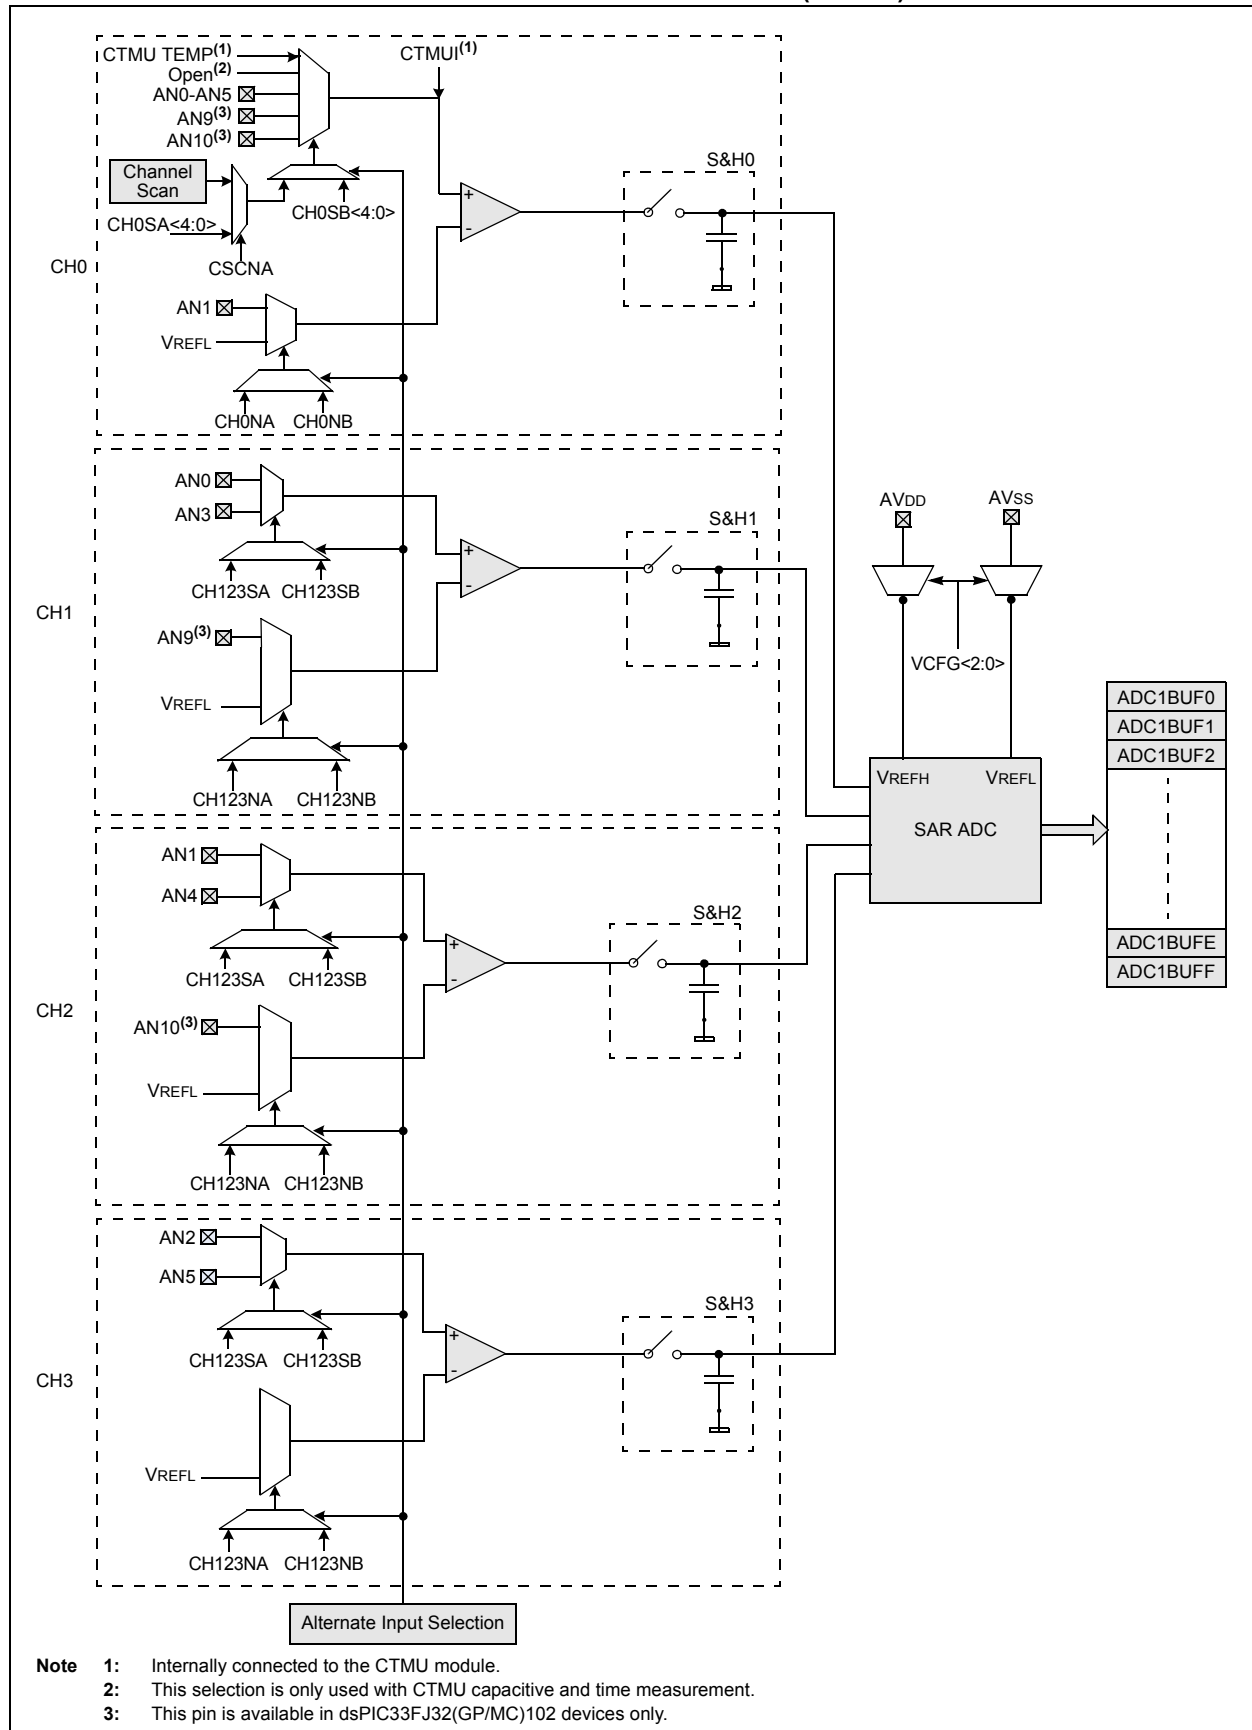 CTMU TEMP(1)
CTMUI(1)
Open(2)
AN0-AN5
AN9(3)
AN10(3)
Channel
Scan
CH0SA<4:0>
CH0SB<4:0>
CSCNA
S&H0
+
-
CH0
AN1
VREFL
CH0NA
CH0NB
AN0
AN3
CH123SA
CH123SB
S&H1
+
-
CH1
AN9(3)
VREFL
CH123NA
CH123NB
AVDD
AVSS
VCFG<2:0>
VREFH
VREFL
SAR ADC
ADC1BUF0
ADC1BUF1
ADC1BUF2
ADC1BUFE
ADC1BUFF
AN1
AN4
CH123SA
CH123SB
S&H2
+
-
CH2
AN10(3)
VREFL
CH123NA
CH123NB
AN2
AN5
CH123SA
CH123SB
S&H3
+
-
CH3
VREFL
CH123NA
CH123NB
Alternate Input Selection
Note 1: Internally connected to the CTMU module.
2: This selection is only used with CTMU capacitive and time measurement.
3: This pin is available in dsPIC33FJ32(GP/MC)102 devices only.